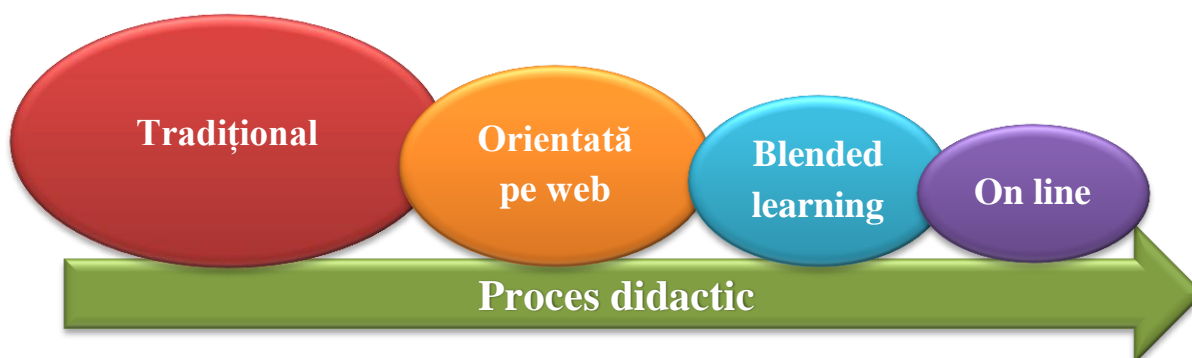 Tradițional
Orientată
pe web
Blended
learning
On line
Proces didactic